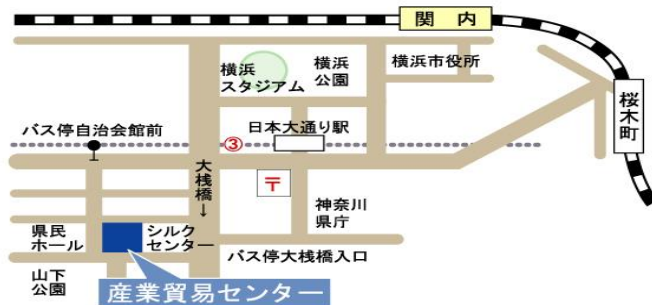 関内
横浜
スタジアム
横浜
公園
横浜市役所
桜木町
バス停自治会館前
③
日本大通り駅
大桟橋↓
〒
神奈川
県庁
県民
ホール
シルク
センター
バス停大桟橋入口
山下
公園
産業貿易センター